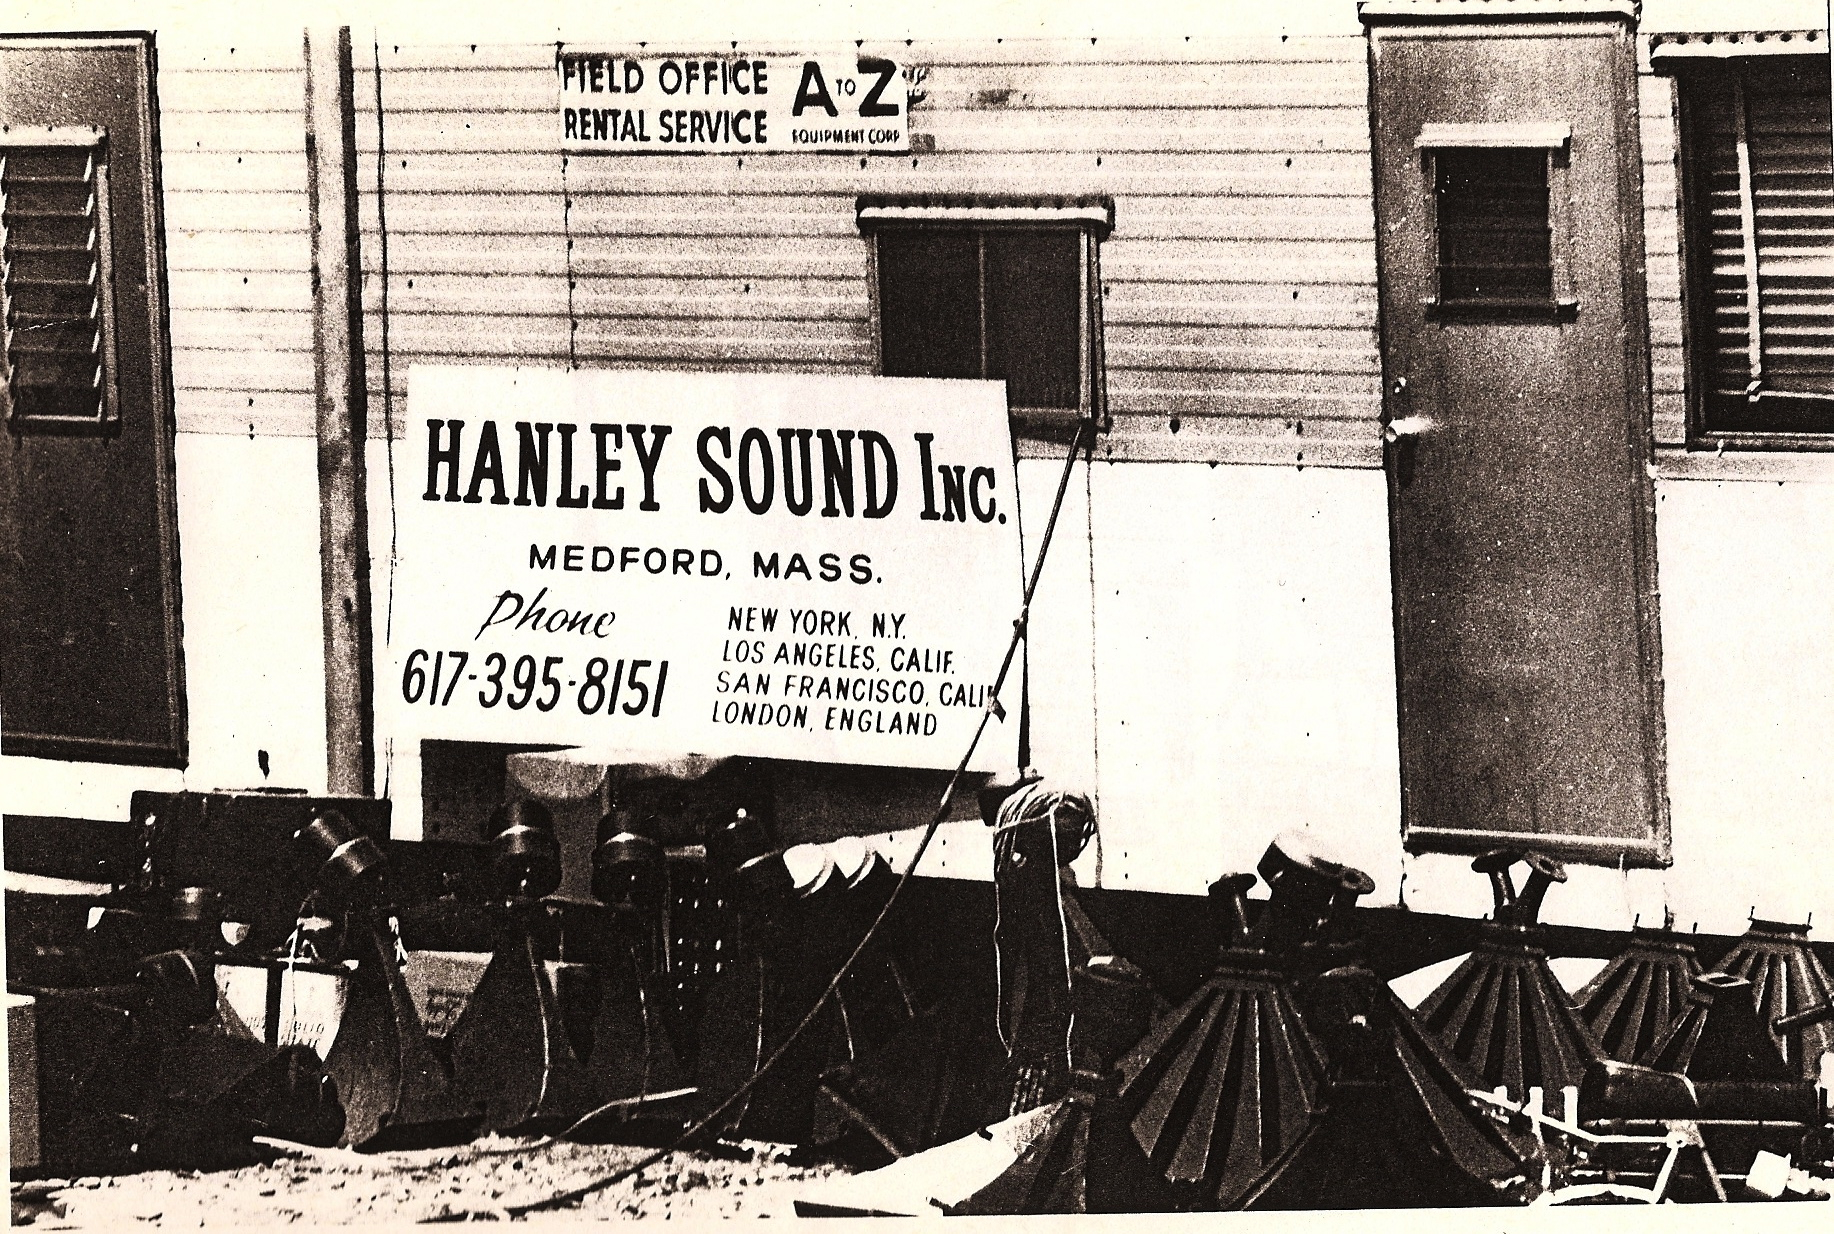 FIELD OFFICE
RENTAL SERVICE
A TO Z
EQUIPMENT CORP
HANLEY SOUND INC.
MEDFORD, MASS.
Phone
617-395-8151
NEW YORK, N.Y.
LOS ANGELES, CALIF.
SAN FRANCISCO, CALIF
LONDON, ENGLAND